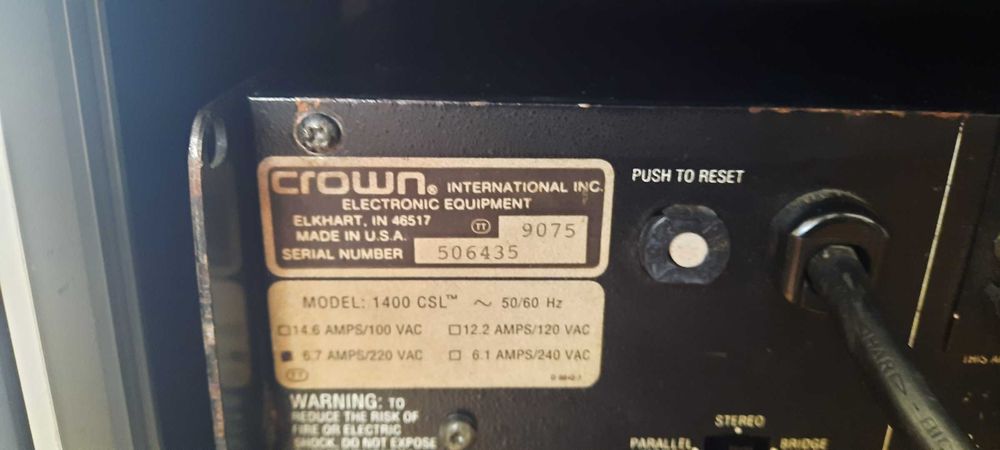 crown® INTERNATIONAL INC.
ELECTRONIC EQUIPMENT
ELKHART, IN 46517
MADE IN U.S.A. TT 9075
SERIAL NUMBER 506435
PUSH TO RESET
MODEL: 1400 CSL™ ~ 50/60 Hz
☐ 14.6 AMPS/100 VAC ☐ 12.2 AMPS/120 VAC
■ 6.7 AMPS/220 VAC ☐ 6.1 AMPS/240 VAC
TT
WARNING: TO
REDUCE THE RISK OF
FIRE OR ELECTRIC
SHOCK, DO NOT EXPOSE
STEREO
PARALLEL BRIDGE
THIS